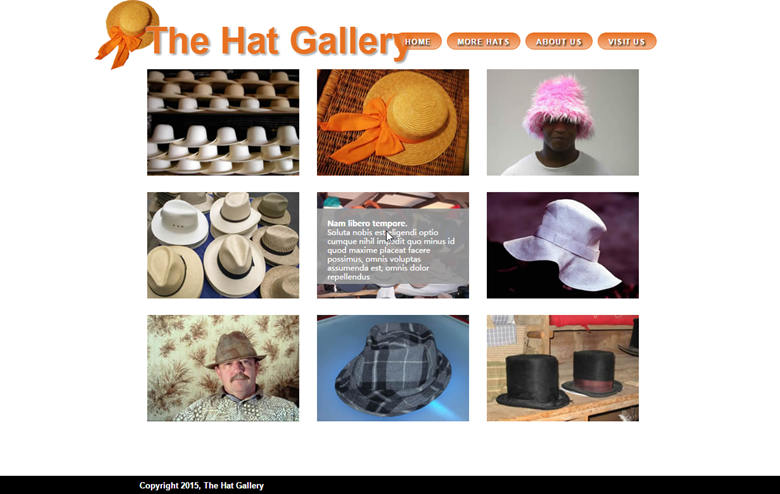 The Hat Gallery
HOME
MORE HATS
ABOUT US
VISIT US
Nam libero tempore.
Soluta nobis est eligendi optio
cumque nihil impedit quo minus id
quod maxime placeat facere
possimus, omnis voluptas
assumenda est, omnis dolor
repellendus
Copyright 2015, The Hat Gallery